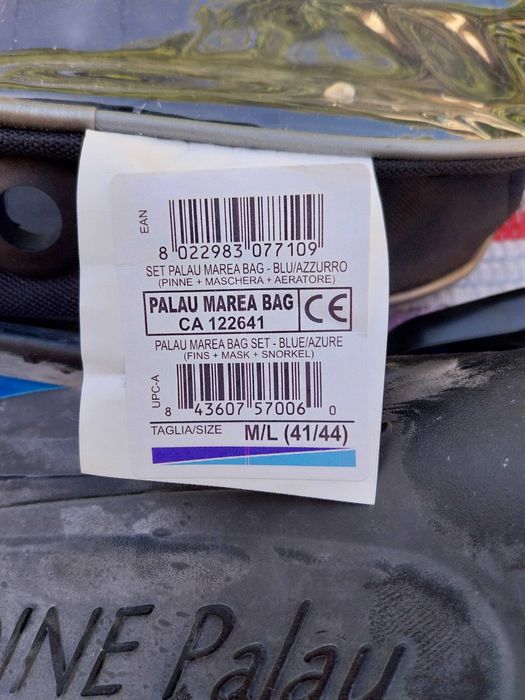 EAN
8 022983 077109
SET PALAU MAREA BAG - BLU/AZZURRO
(PINNE + MASCHERA + AERATORE)
PALAU MAREA BAG
CA 122641
CE
PALAU MAREA BAG SET - BLUE/AZURE
(FINS + MASK + SNORKEL)
UPC-A
8 43607 57006 0
TAGLIA/SIZE M/L (41/44)
DINE Palau